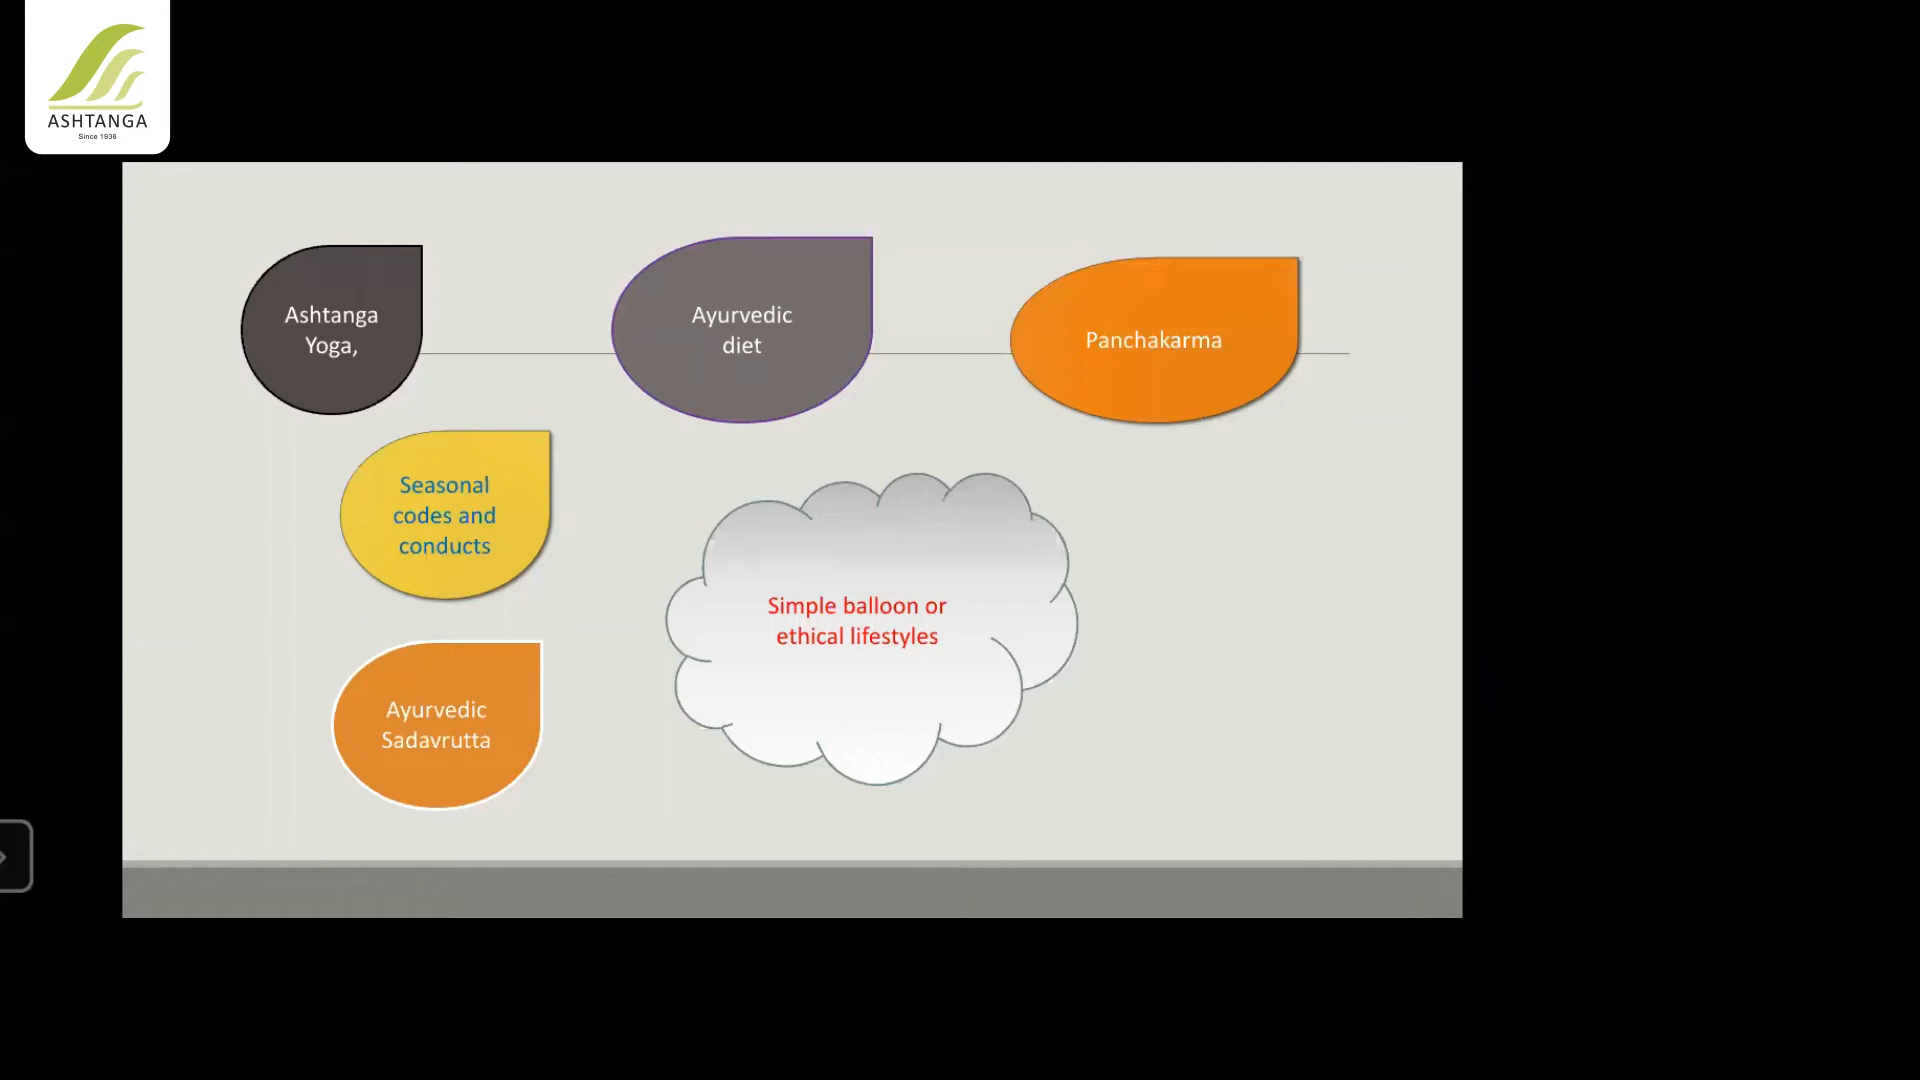 ASHTANGA
Since 1936
Ashtanga
Yoga,
Ayurvedic
diet
Panchakarma
Seasonal
codes and
conducts
Simple balloon or
ethical lifestyles
Ayurvedic
Sadavrutta